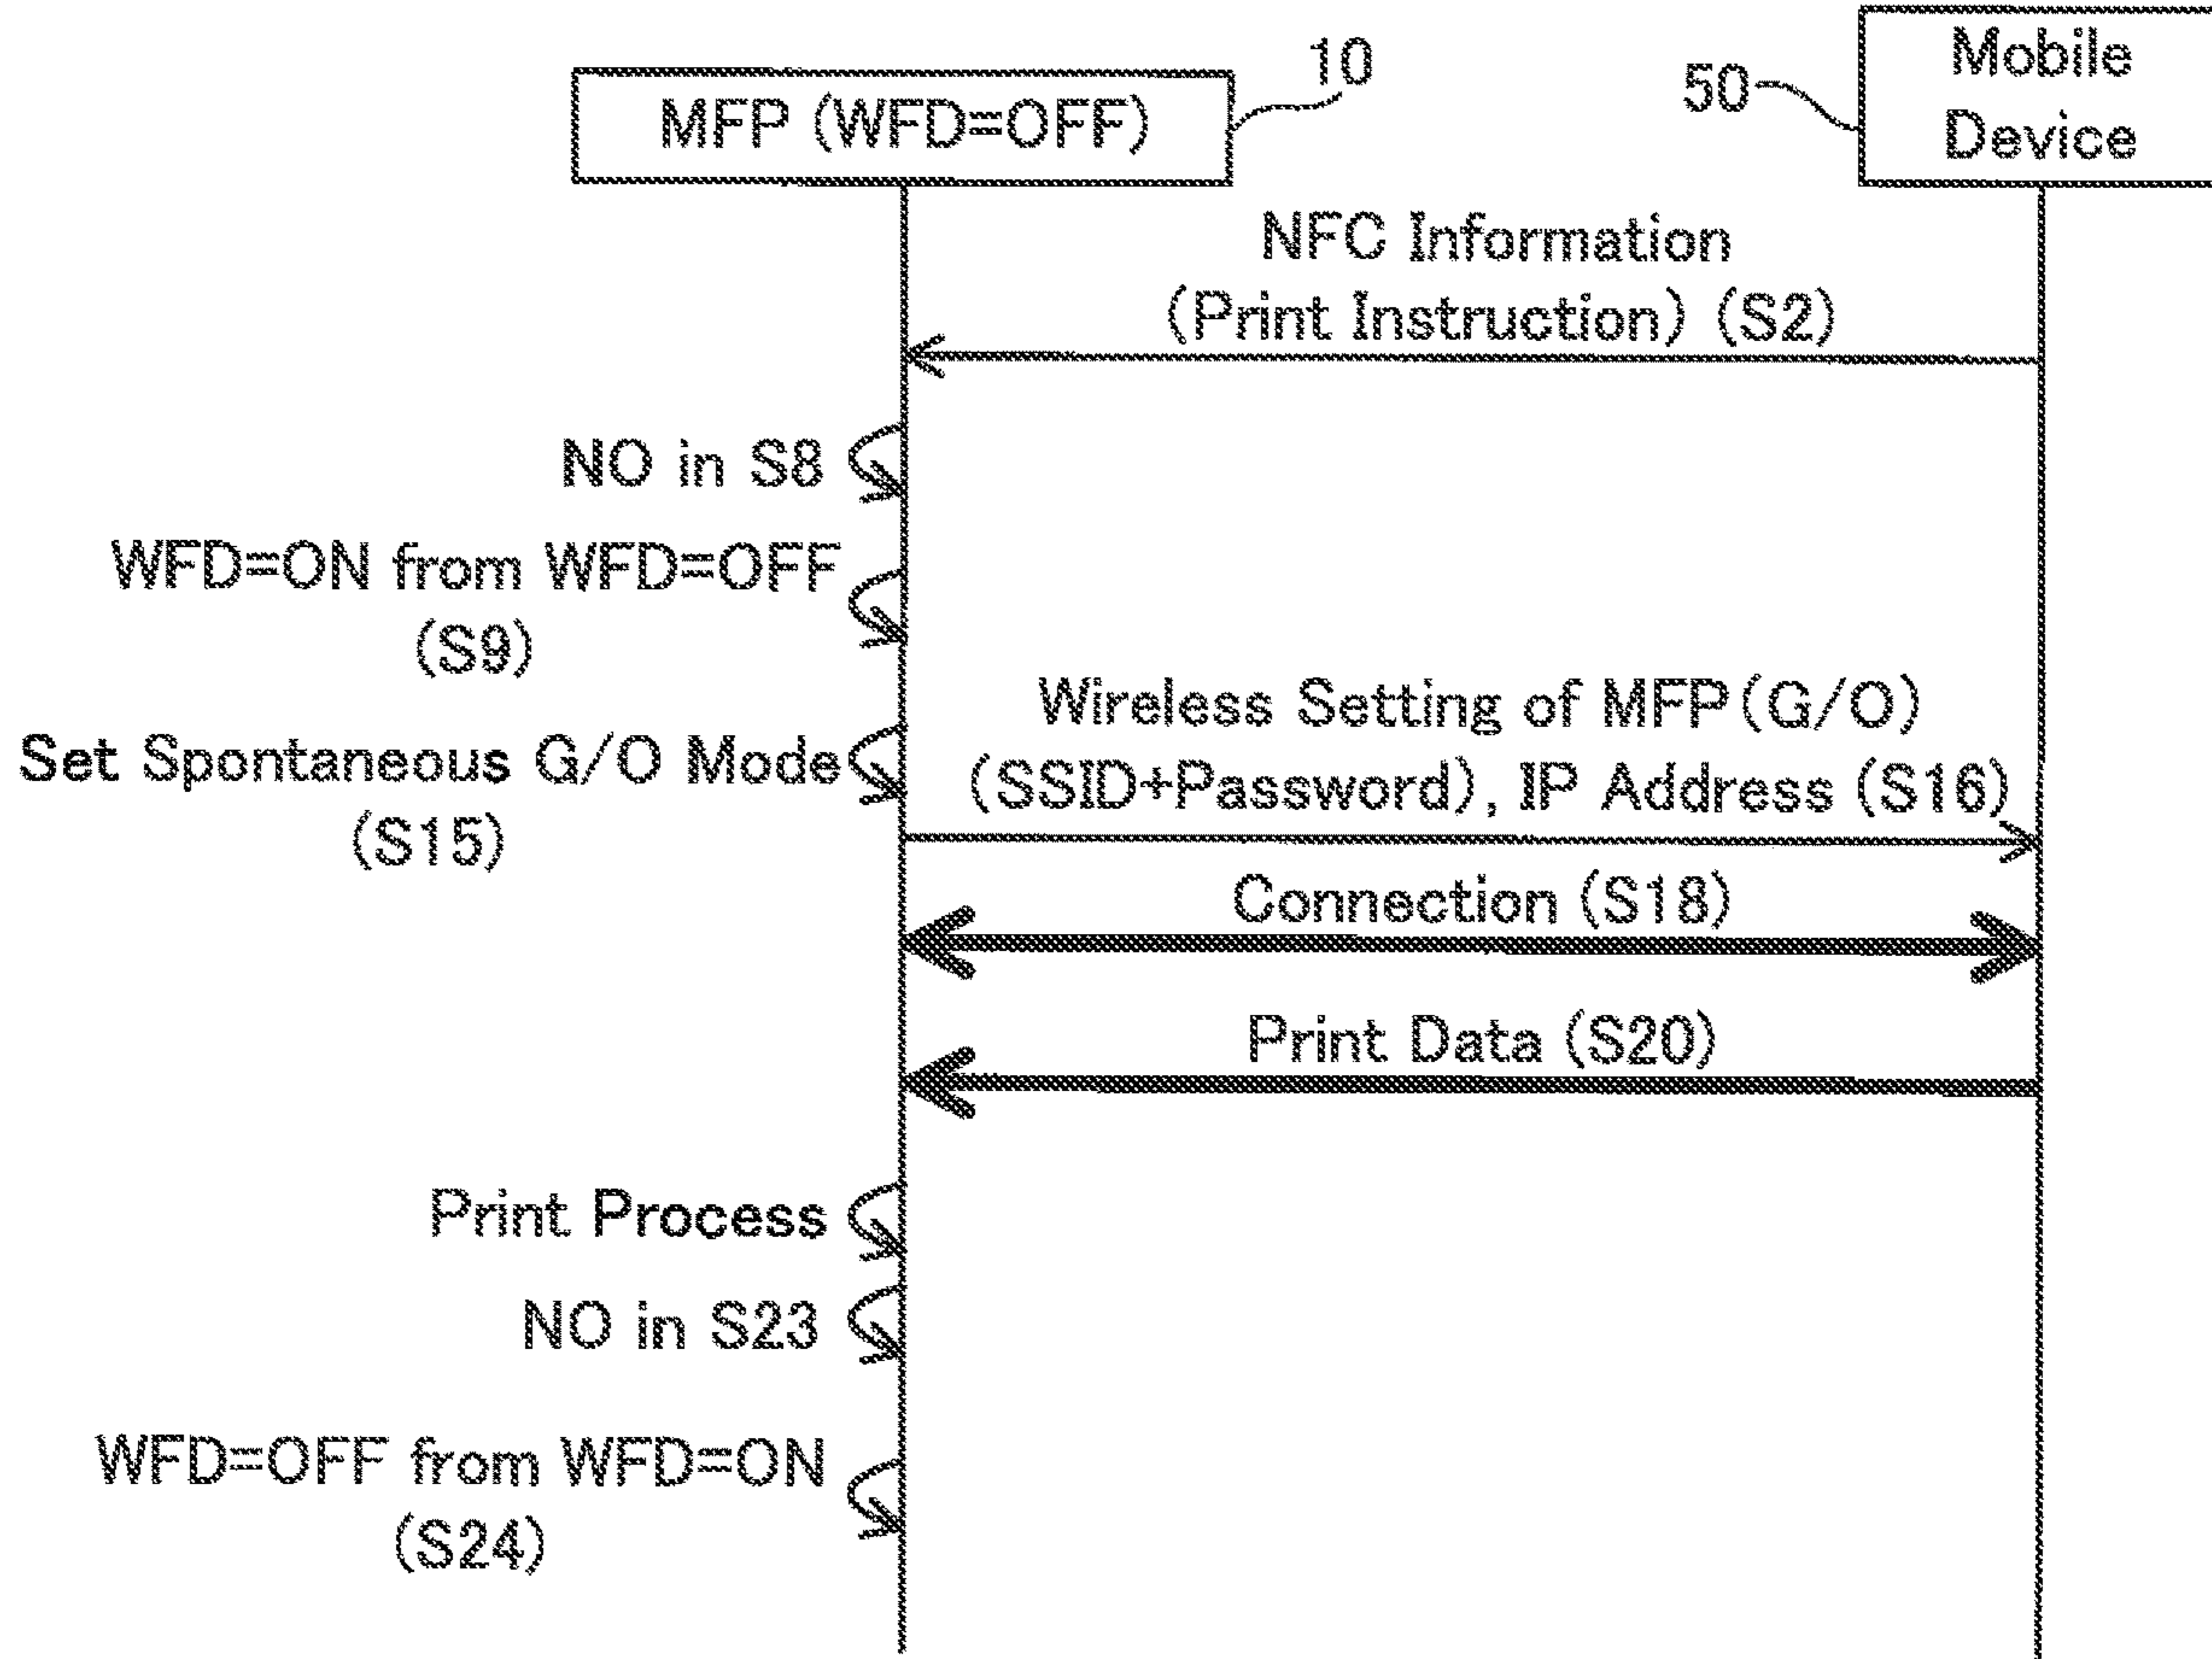 10
MFP (WFD=OFF)
50
Mobile
Device
NFC Information
(Print Instruction) (S2)
NO in S8
WFD=ON from WFD=OFF
(S9)
Wireless Setting of MFP(G/O)
(SSID+Password), IP Address (S16)
Set Spontaneous G/O Mode
(S15)
Connection (S18)
Print Data (S20)
Print Process
NO in S23
WFD=OFF from WFD=ON
(S24)